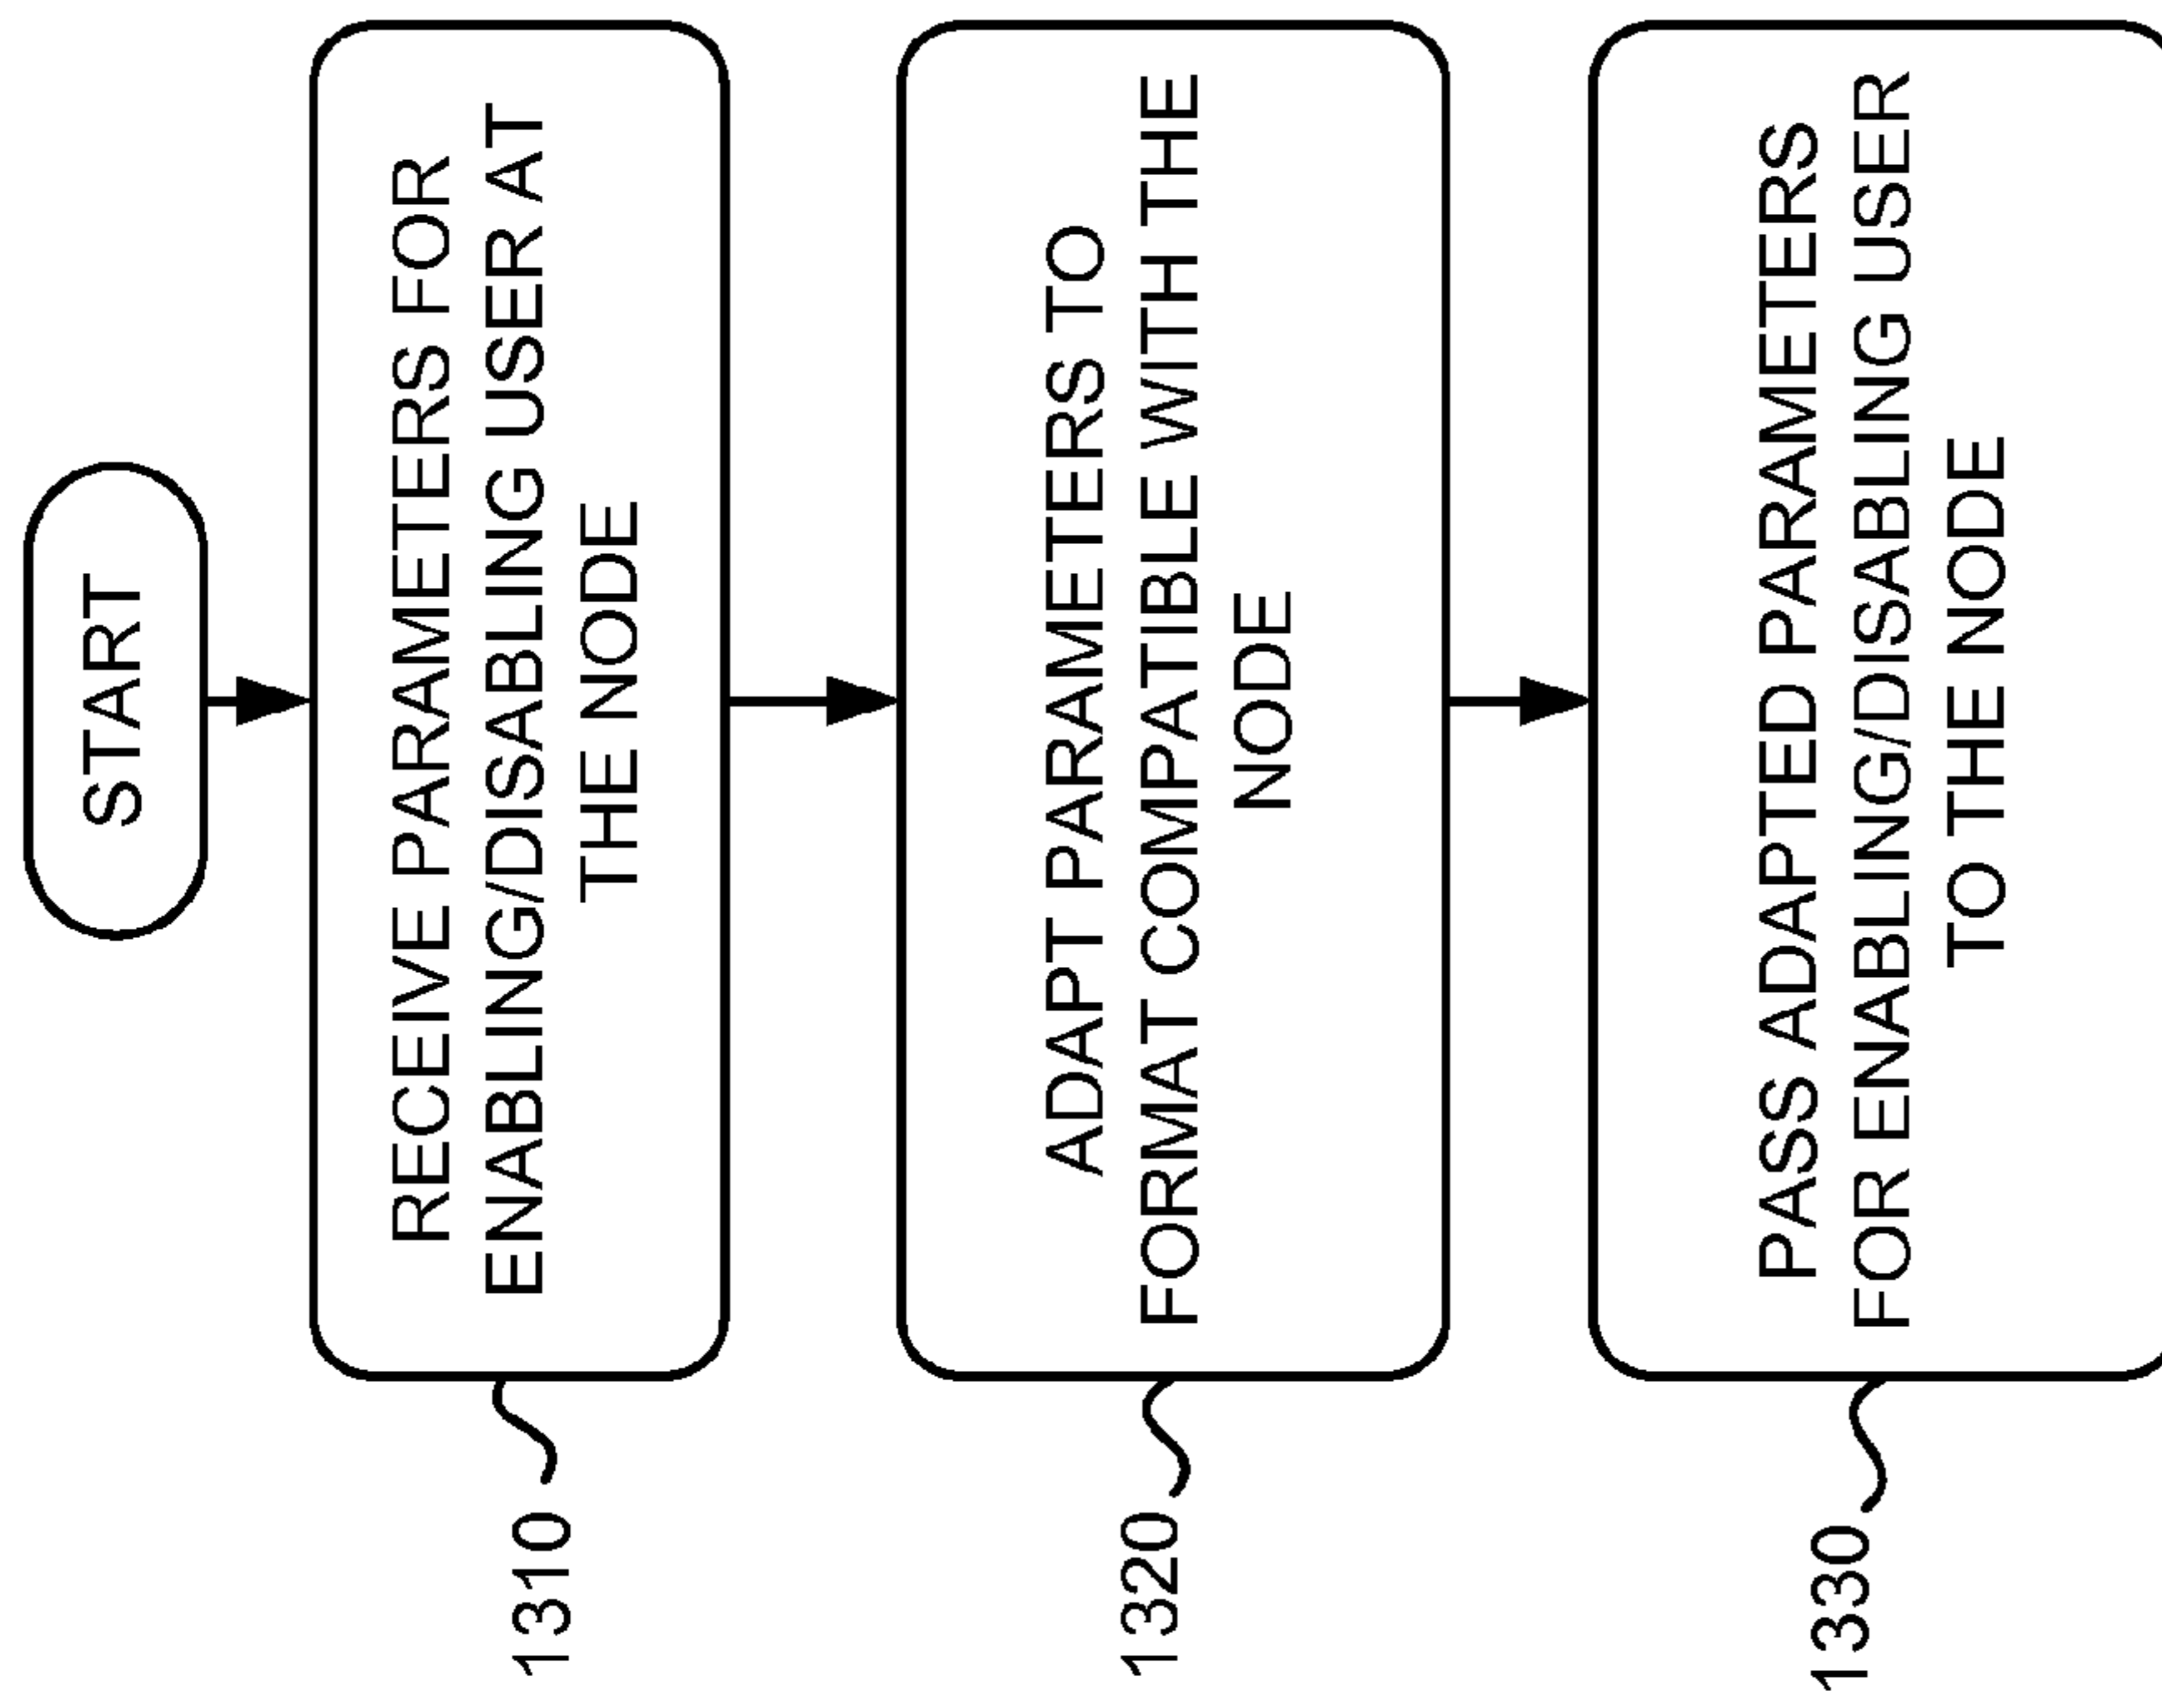 START
RECEIVE PARAMETERS FOR
ENABLING/DISABLING USER AT
THE NODE
1310
ADAPT PARAMETERS TO
FORMAT COMPATIBLE WITH THE
NODE
1320
PASS ADAPTED PARAMETERS
FOR ENABLING/DISABLING USER
TO THE NODE
1330